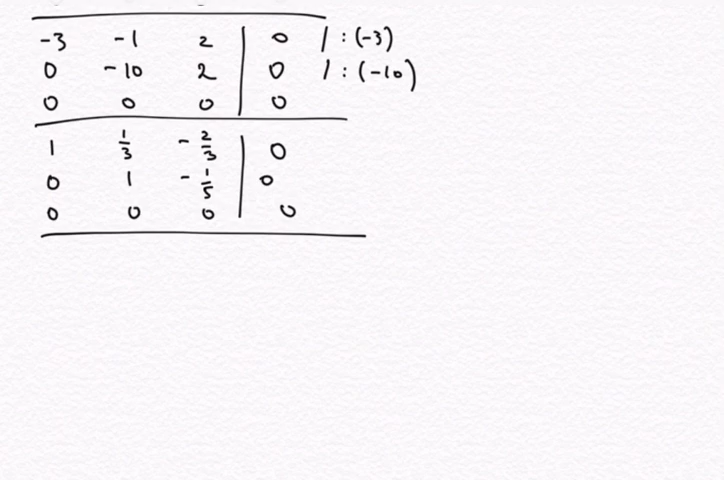 -3 -1 2 | 0 / : (-3)
0 -10 2 | 0 / : (-10)
0 0 0 | 0
1 1/3 -2/3 | 0
0 1 -1/5 | 0
0 0 0 | 0